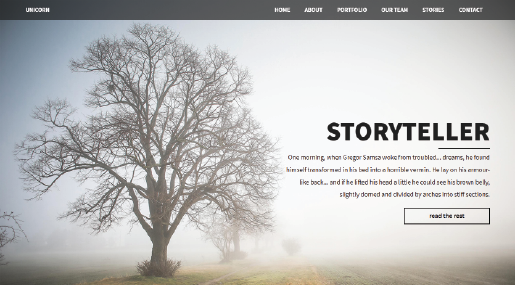 UNICORN
HOME ABOUT PORTFOLIO OUR TEAM STORIES CONTACT
STORYTELLER
One morning, when Gregor Samsa woke from troubled... dreams, he found
himself transformed in his bed into a horrible vermin. He lay on his armour-
like back... and if he lifted his head a little he could see his brown belly,
slightly domed and divided by arches into stiff sections.
read the rest